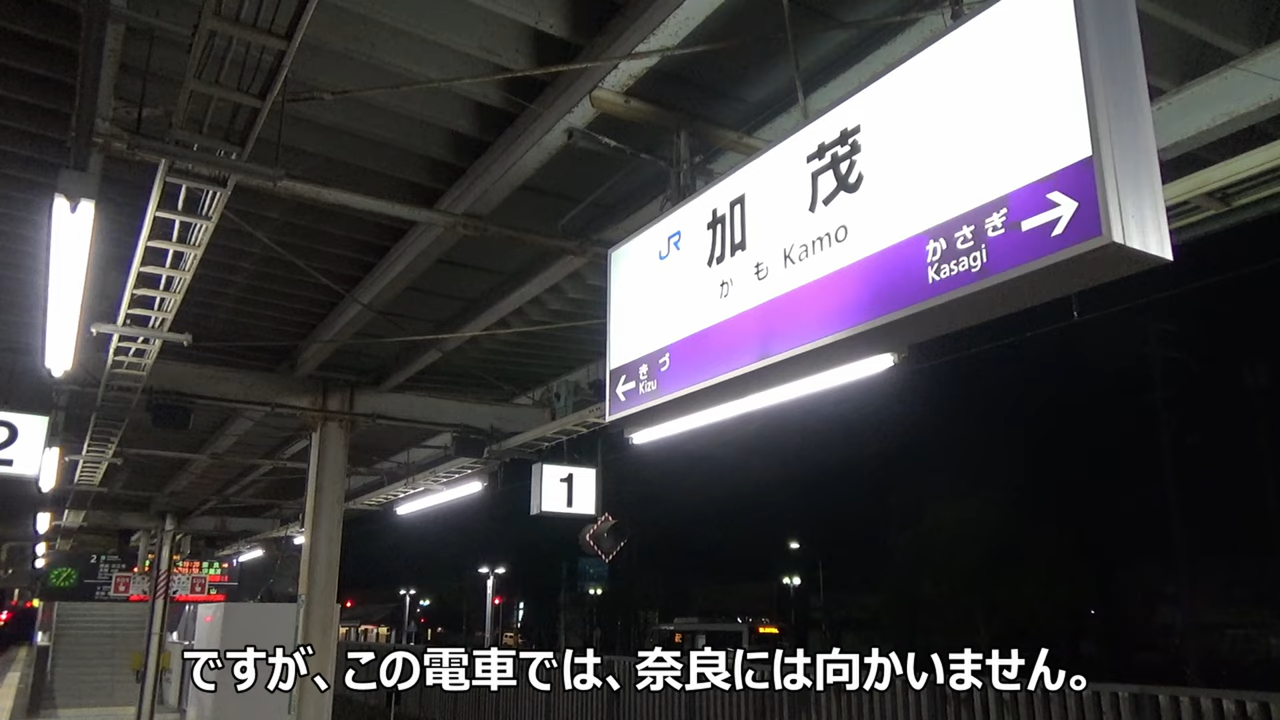 JR 加茂
かも Kamo
かさぎ
Kasagi
きづ
Kizu
2
1
2
ですが、この電車では、奈良には向かいません。